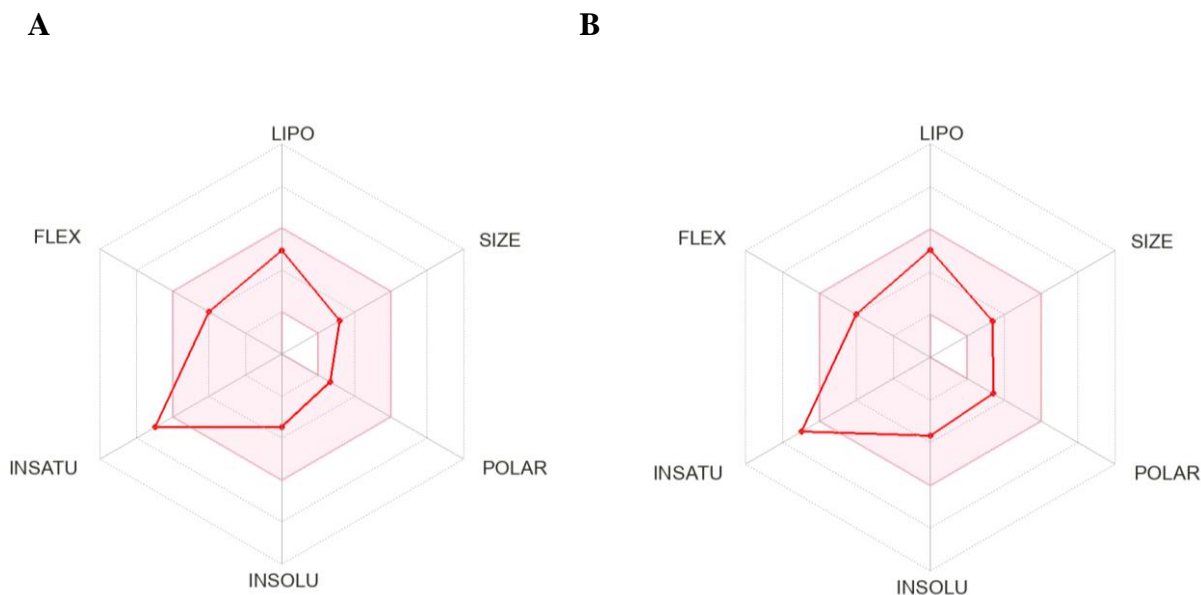 A
B
LIPO
FLEX
SIZE
INSATU
POLAR
INSOLU
LIPO
FLEX
SIZE
INSATU
POLAR
INSOLU